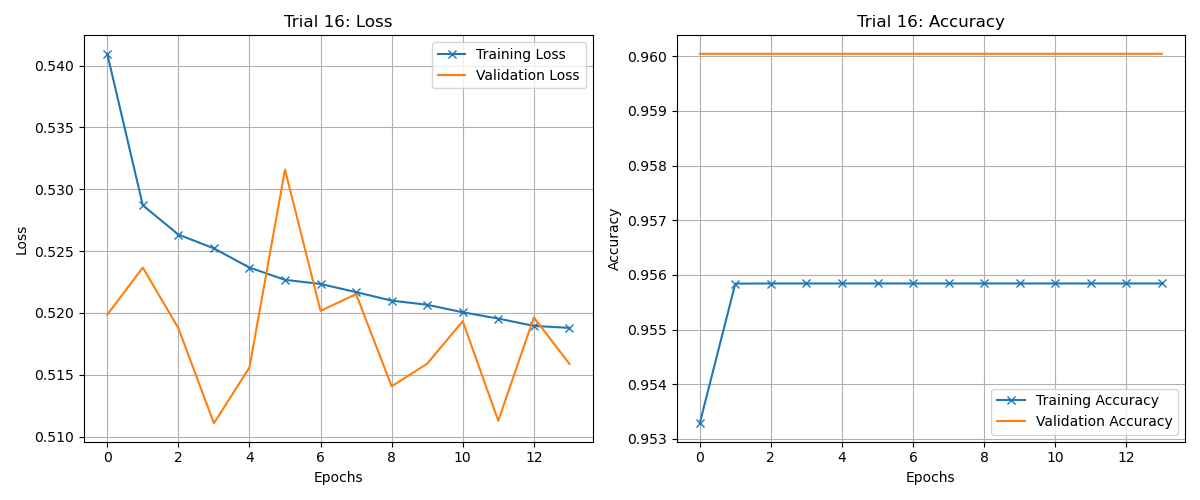 Trial 16: Loss
Loss
0.540
0.535
0.530
0.525
0.520
0.515
0.510
Training Loss
Validation Loss
0 2 4 6 8 10 12
Epochs
Trial 16: Accuracy
Accuracy
0.960
0.959
0.958
0.957
0.956
0.955
0.954
0.953
Training Accuracy
Validation Accuracy
0 2 4 6 8 10 12
Epochs